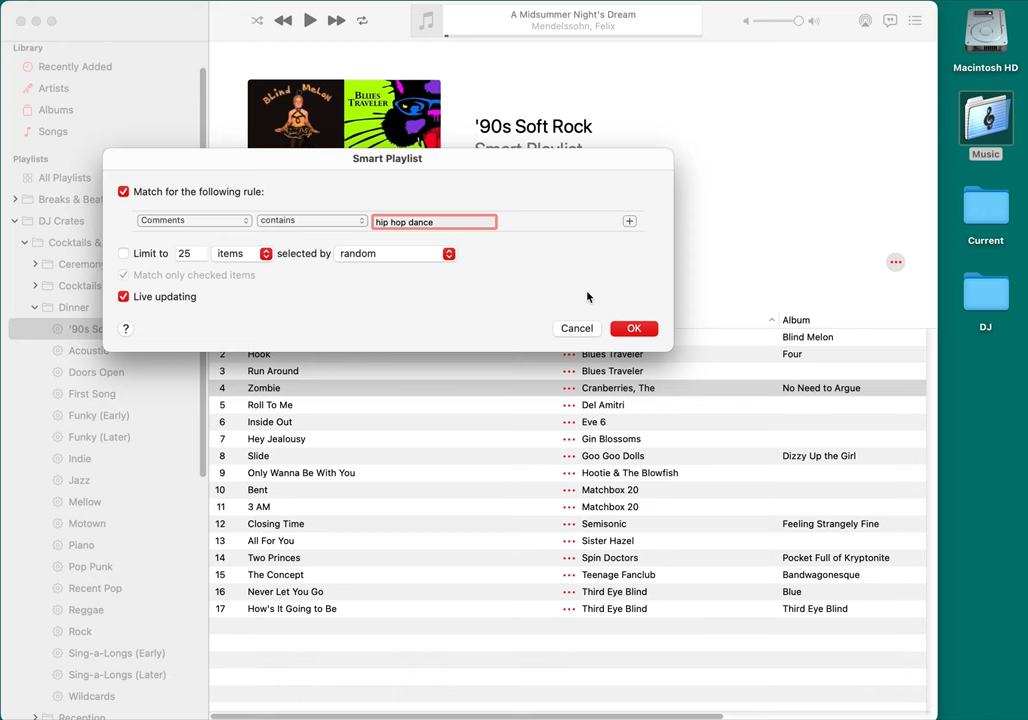 A Midsummer Night's Dream
Mendelssohn, Felix
Library
Recently Added
Artists
Albums
Songs
Playlists
All Playlists
Breaks & Bea
DJ Crates
Cocktails &
Ceremon
Cocktails
Dinner
'90s So
Acoustic
Doors Open
First Song
Funky (Early)
Funky (Later)
Indie
Jazz
Mellow
Motown
Piano
Pop Punk
Recent Pop
Reggae
Rock
Sing-a-Longs (Early)
Sing-a-Longs (Later)
Wildcards
Reception
BLIND MELON
BLUES TRAVELER
'90s Soft Rock
Smart Playlist
Smart Playlist
Match for the following rule:
Comments contains hip hop dance
Limit to 25 items selected by random
Match only checked items
Live updating
? Cancel OK
Album
Blind Melon
2 Hook Blues Traveler Four
3 Run Around Blues Traveler
4 Zombie Cranberries, The No Need to Argue
5 Roll To Me Del Amitri
6 Inside Out Eve 6
7 Hey Jealousy Gin Blossoms
8 Slide Goo Goo Dolls Dizzy Up the Girl
9 Only Wanna Be With You Hootie & The Blowfish
10 Bent Matchbox 20
11 3 AM Matchbox 20
12 Closing Time Semisonic Feeling Strangely Fine
13 All For You Sister Hazel
14 Two Princes Spin Doctors Pocket Full of Kryptonite
15 The Concept Teenage Fanclub Bandwagonesque
16 Never Let You Go Third Eye Blind Blue
17 How's It Going to Be Third Eye Blind Third Eye Blind
Macintosh HD
Music
Current
DJ